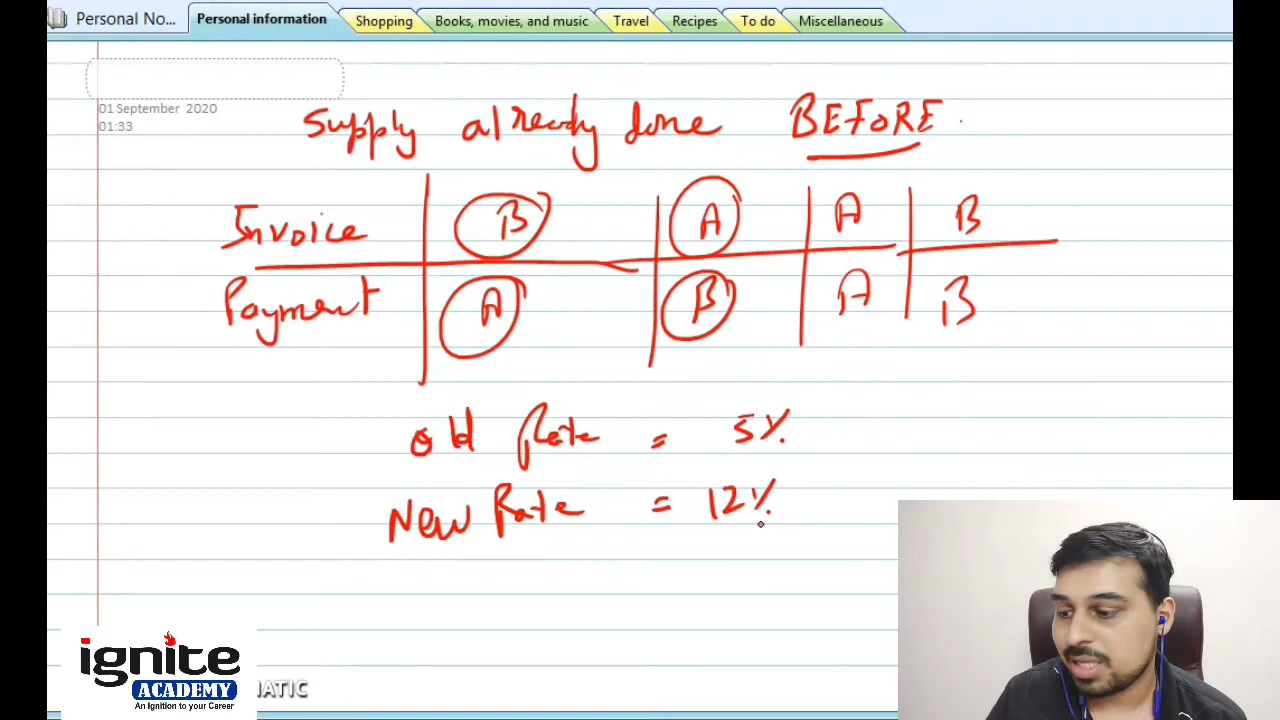 Personal No... Personal information Shopping Books, movies, and music Travel Recipes To do Miscellaneous
01 September 2020
01:33
Supply already done BEFORE
Invoice B A A B
Payment A B A B
Old Rate = 5%
New Rate = 12%
ignite
ACADEMY
An Ignition to your Career
MATIC